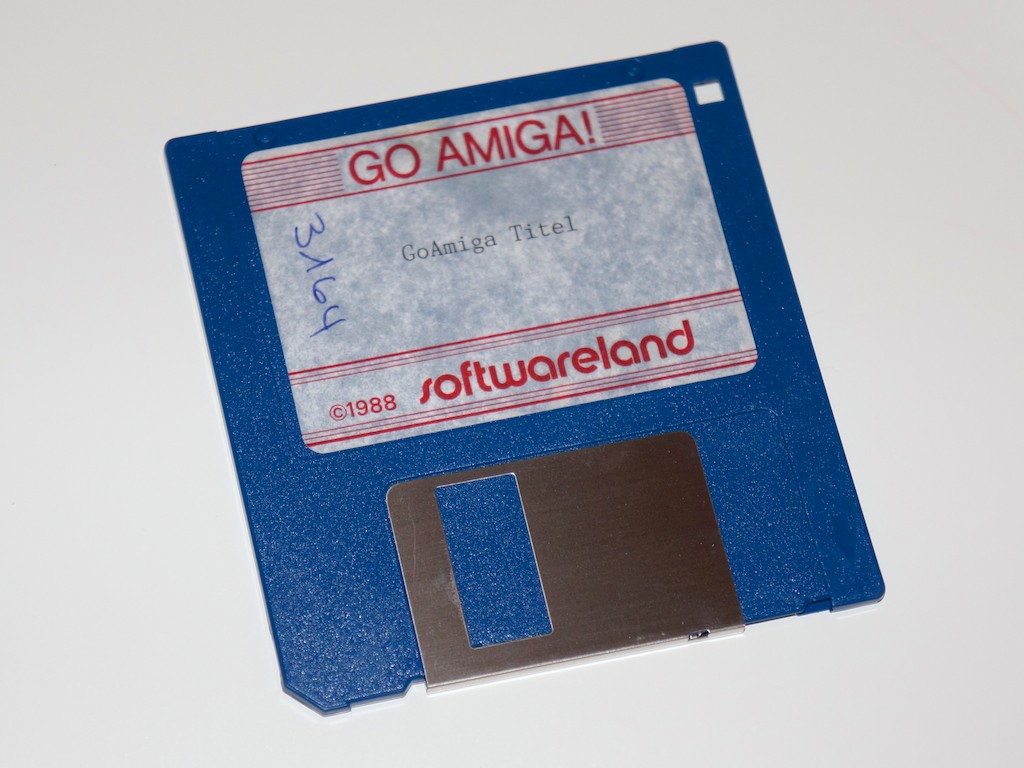 GO AMIGA!
GoAmiga Titel
3164
©1988 softwareland